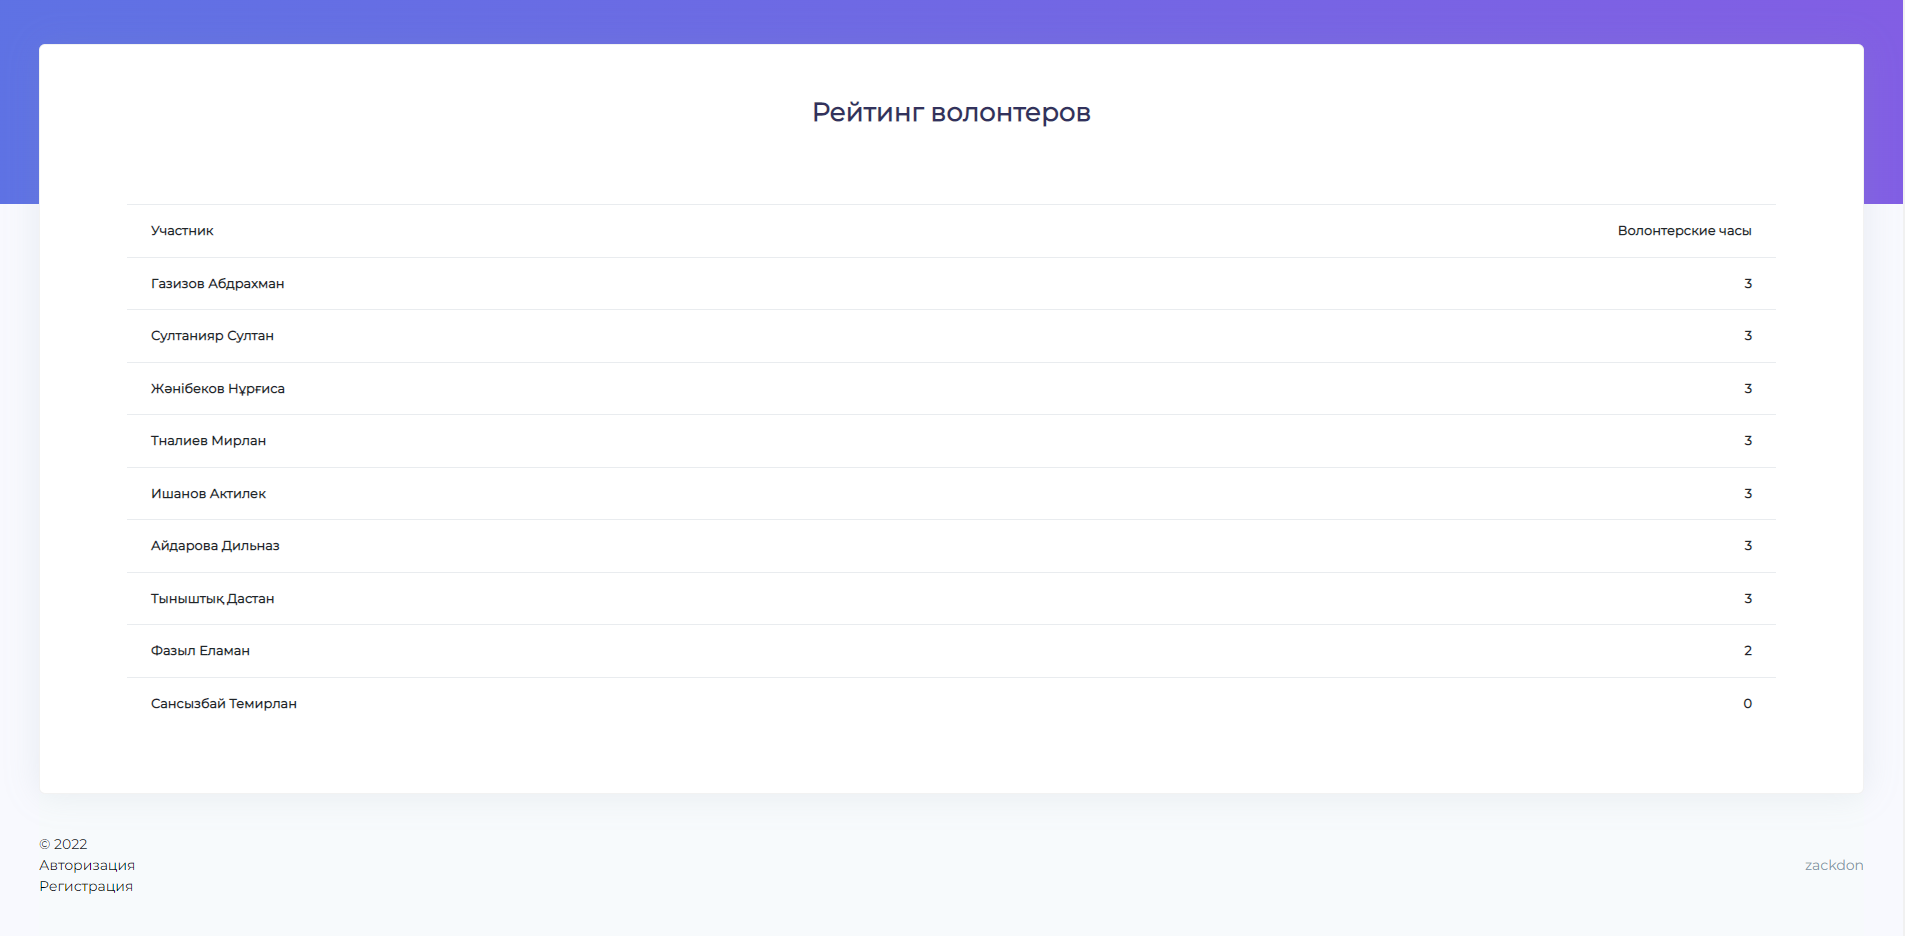 Рейтинг волонтеров
Участник Волонтерские часы
Газизов Абдрахман 3
Султанияр Султан 3
Жәнібеков Нұрғиса 3
Тналиев Мирлан 3
Ишанов Актилек 3
Айдарова Дильназ 3
Тыныштық Дастан 3
Фазыл Еламан 2
Сансызбай Темирлан 0
© 2022
Авторизация zackdon
Регистрация